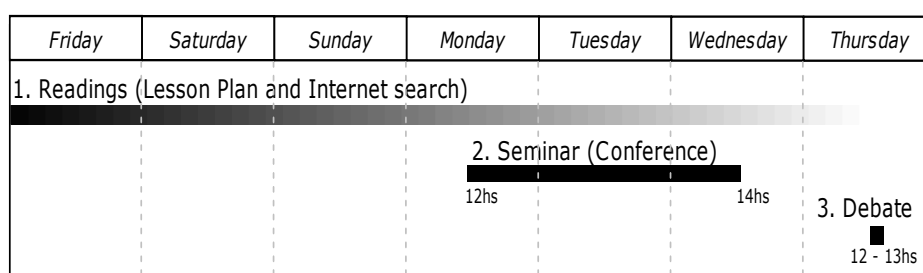 Friday Saturday Sunday Monday Tuesday Wednesday Thursday
1. Readings (Lesson Plan and Internet search)
2. Seminar (Conference)
12hs 14hs
3. Debate
12 - 13hs